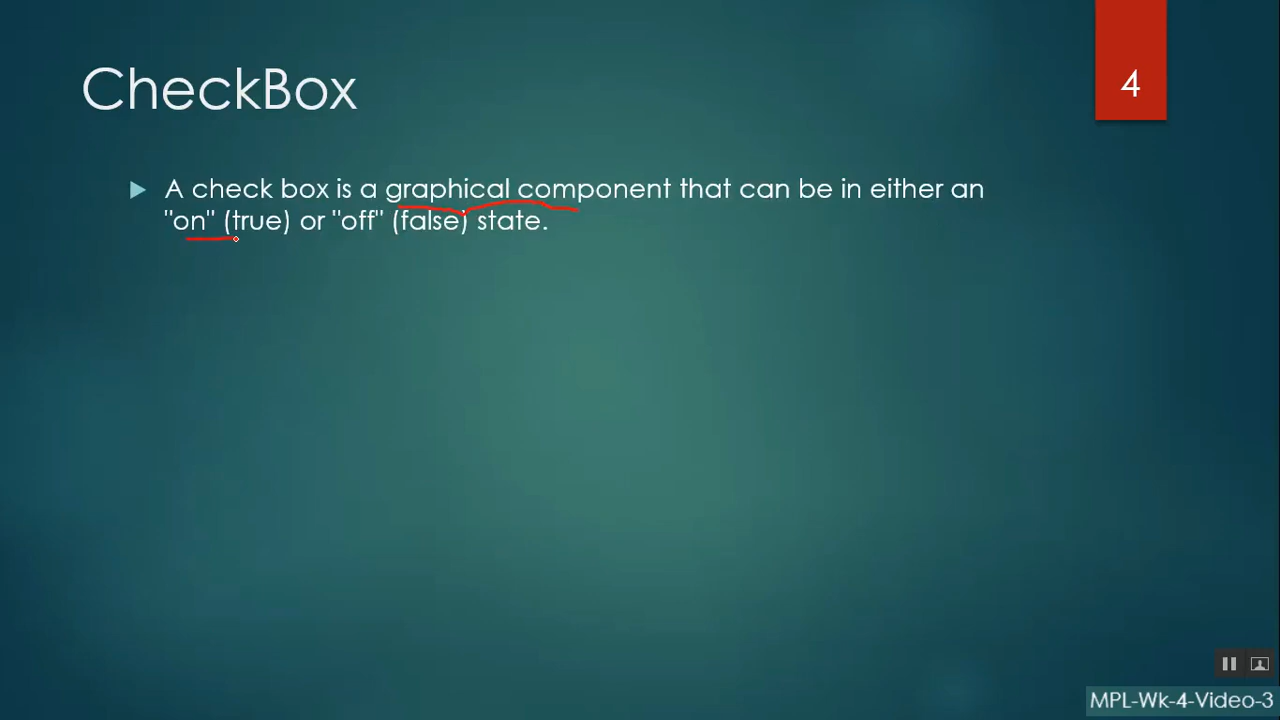 CheckBox
4
A check box is a graphical component that can be in either an
"on" (true) or "off" (false) state.
MPL-Wk-4-Video-3